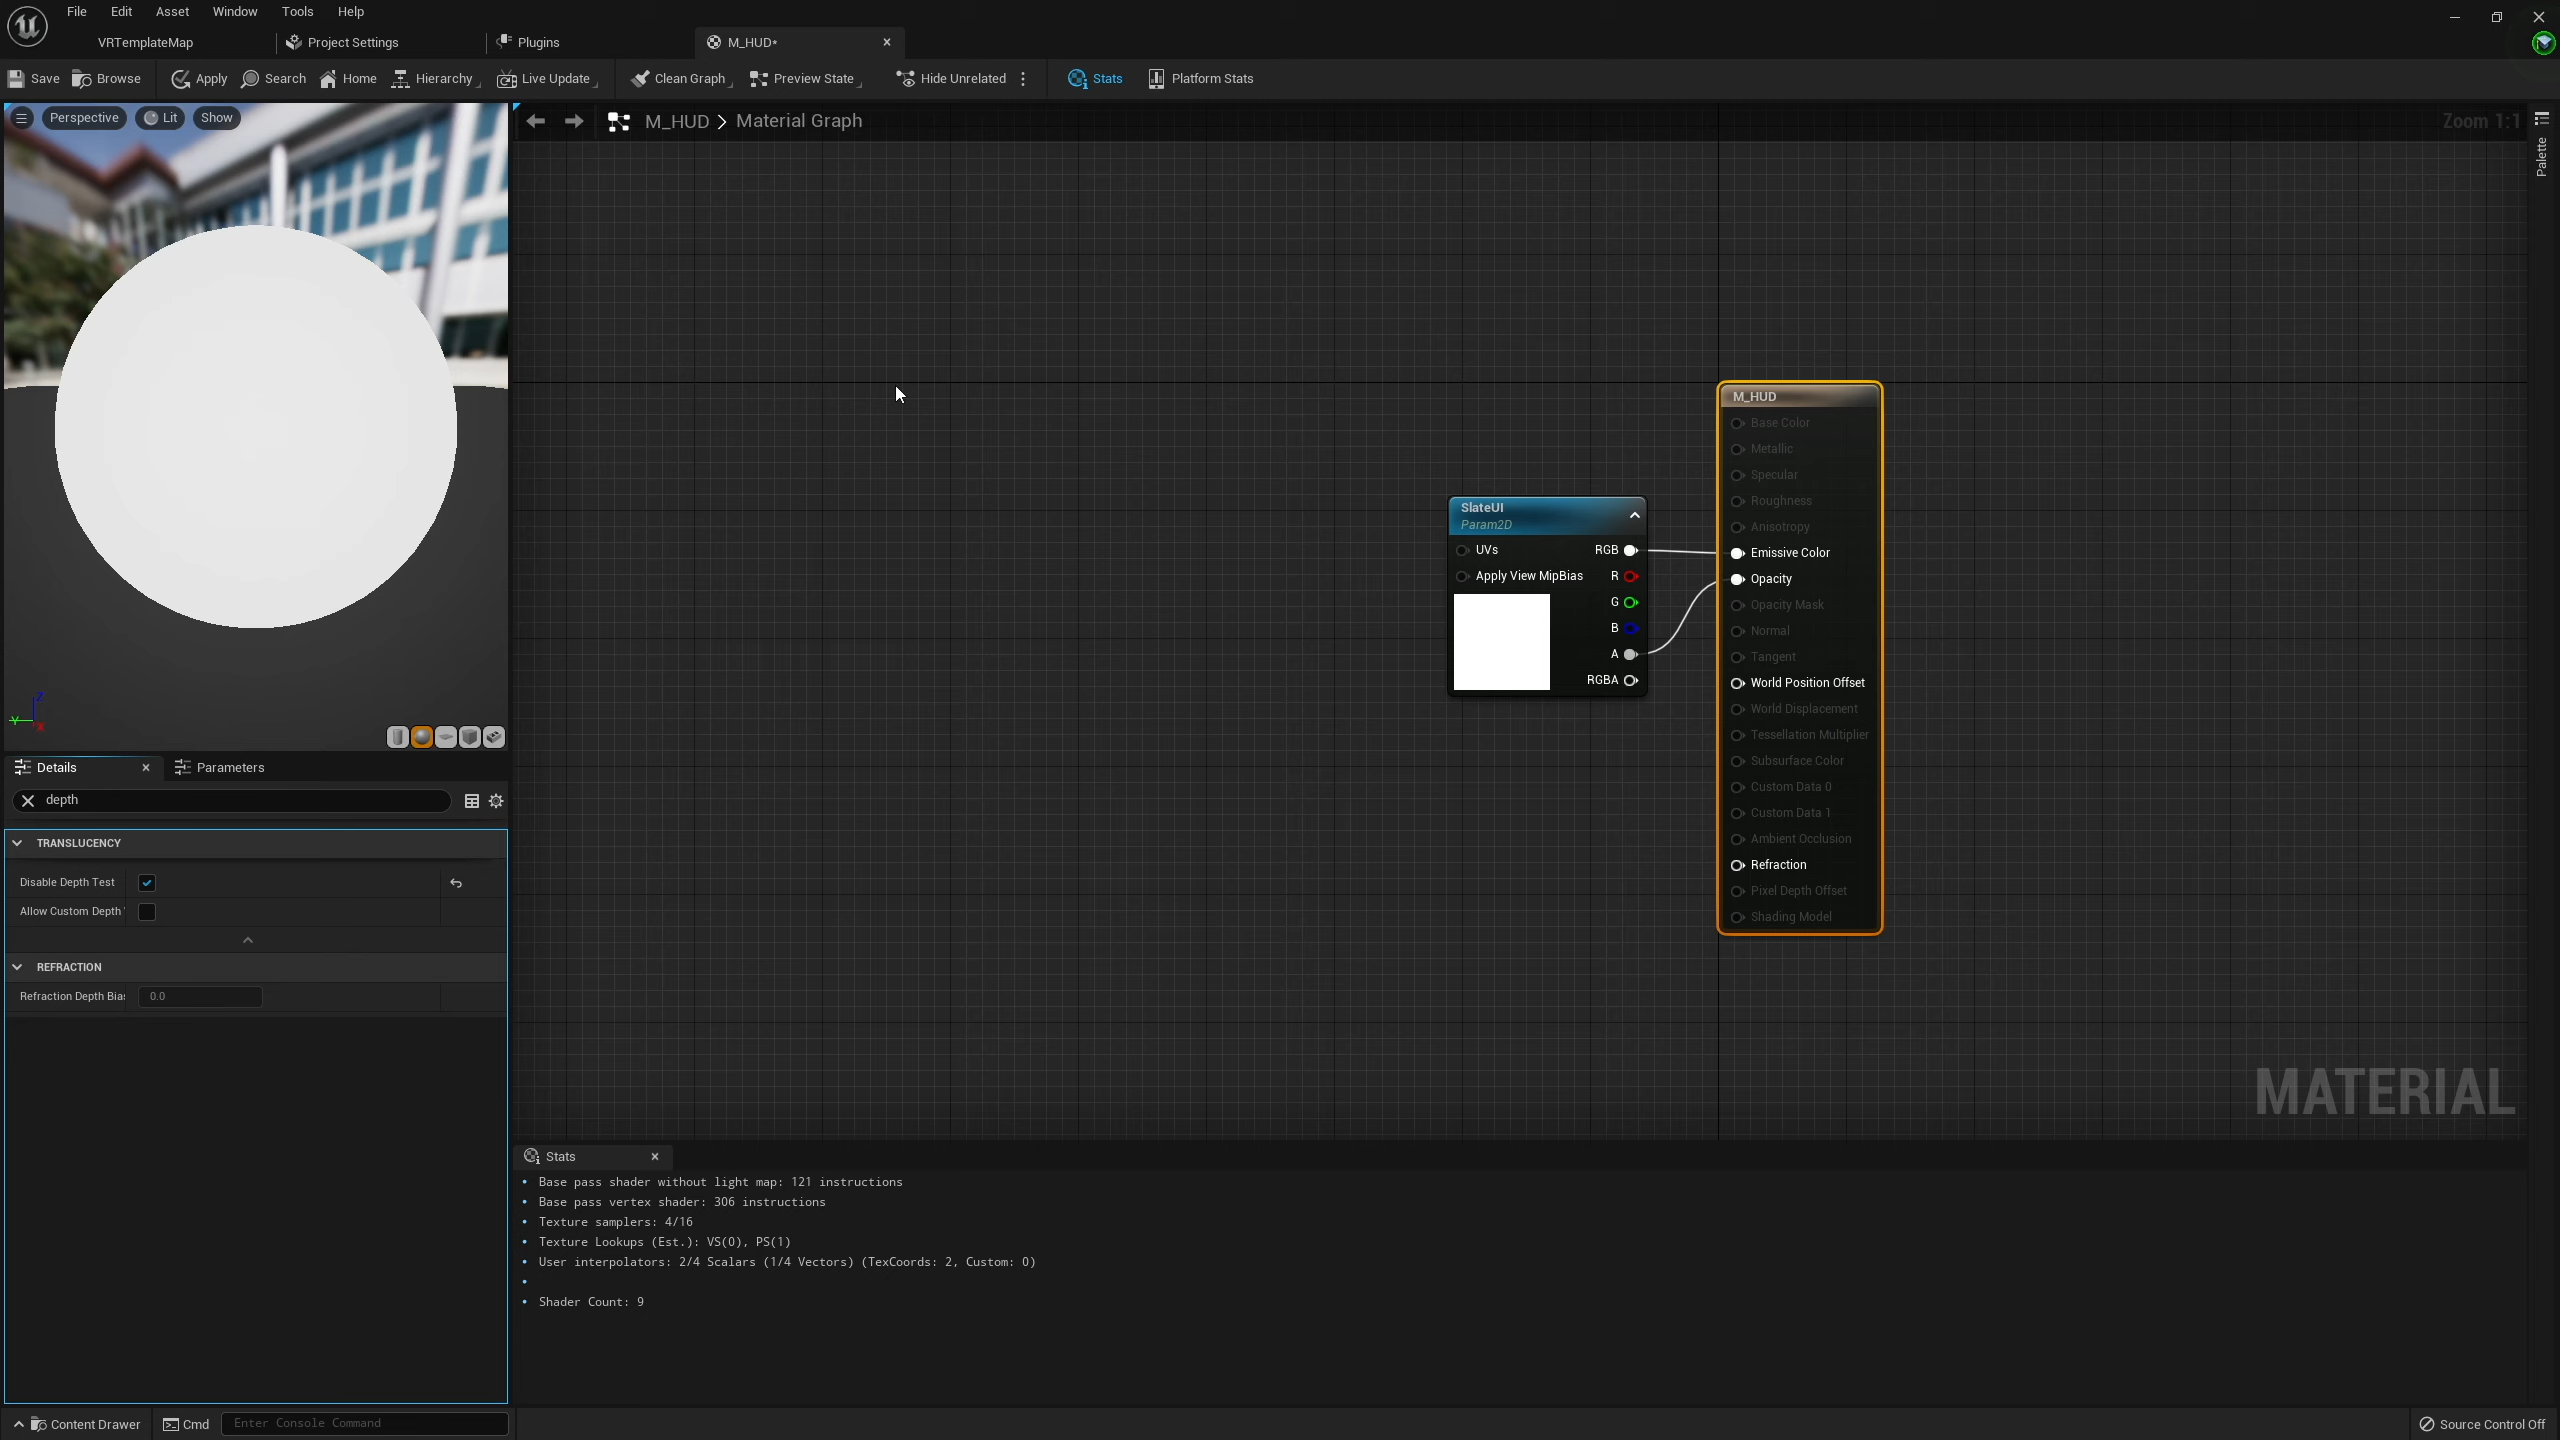 File Edit Asset Window Tools Help
VRTemplateMap Project Settings Plugins M_HUD*
Save Browse Apply Search Home Hierarchy Live Update Clean Graph Preview State Hide Unrelated Stats Platform Stats
Perspective Lit Show
M_HUD > Material Graph
Zoom 1:1
Palette
M_HUD
Base Color
Metallic
Specular
Roughness
Anisotropy
Emissive Color
Opacity
Opacity Mask
Normal
Tangent
World Position Offset
World Displacement
Tessellation Multiplier
Subsurface Color
Custom Data 0
Custom Data 1
Ambient Occlusion
Refraction
Pixel Depth Offset
Shading Model
SlateUI
Param2D
UVs RGB
Apply View MipBias R
G
B
A
RGBA
Z
Y
X
Details Parameters
depth
TRANSLUCENCY
Disable Depth Test
Allow Custom Depth
REFRACTION
Refraction Depth Bias 0.0
MATERIAL
Stats
• Base pass shader without light map: 121 instructions
• Base pass vertex shader: 306 instructions
• Texture samplers: 4/16
• Texture Lookups (Est.): VS(0), PS(1)
• User interpolators: 2/4 Scalars (1/4 Vectors) (TexCoords: 2, Custom: 0)
•
• Shader Count: 9
Content Drawer Cmd Enter Console Command Source Control Off